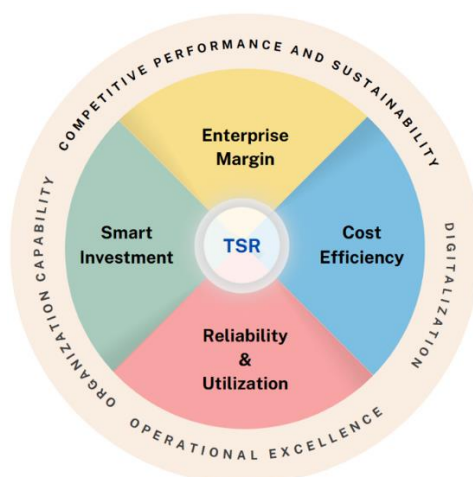 COMPETITIVE PERFORMANCE AND SUSTAINABILITY
Enterprise
Margin
Smart
Investment
TSR
Cost
Efficiency
Reliability
&
Utilization
ORGANIZATION CAPABILITY
DIGITALIZATION
OPERATIONAL EXCELLENCE